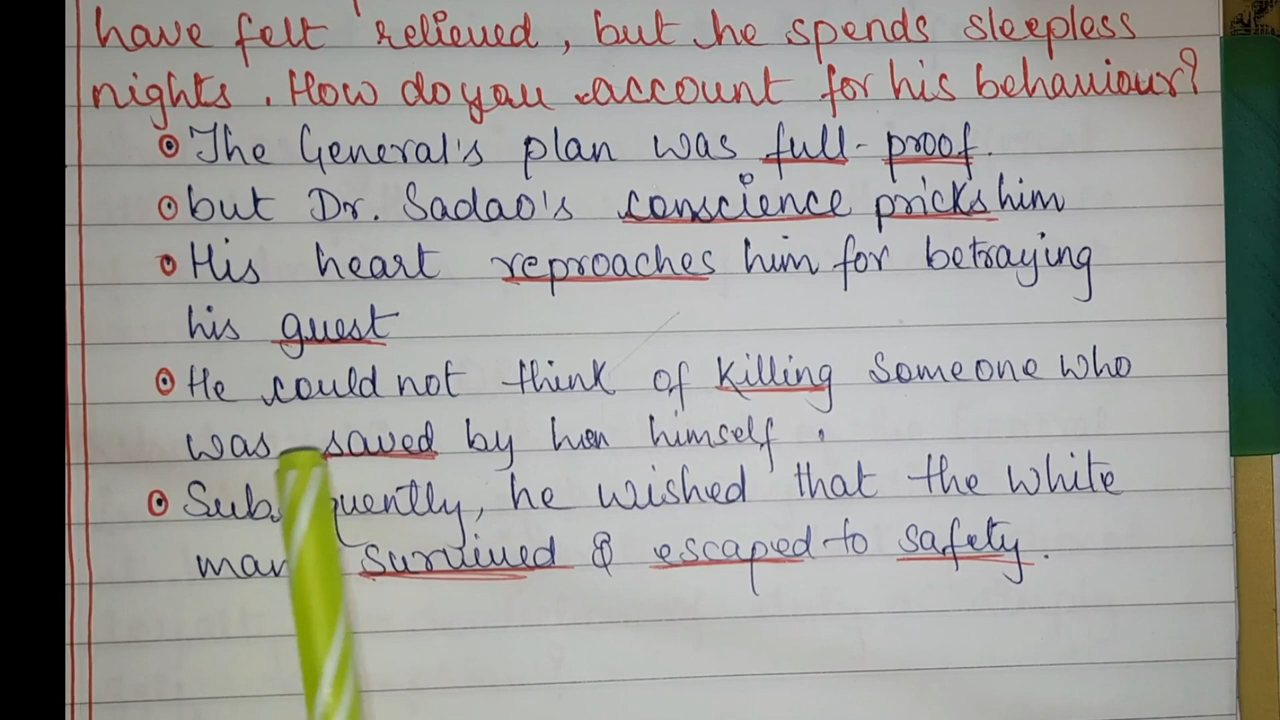 have felt relieved, but he spends sleepless
nights. How do you account for his behaviour?
The General's plan was full-proof.
but Dr. Sadao's conscience pricks him
His heart reproaches him for betraying
his guest
He could not think of killing someone who
was saved by him himself.
he wished that the white
survived & escaped to safety.